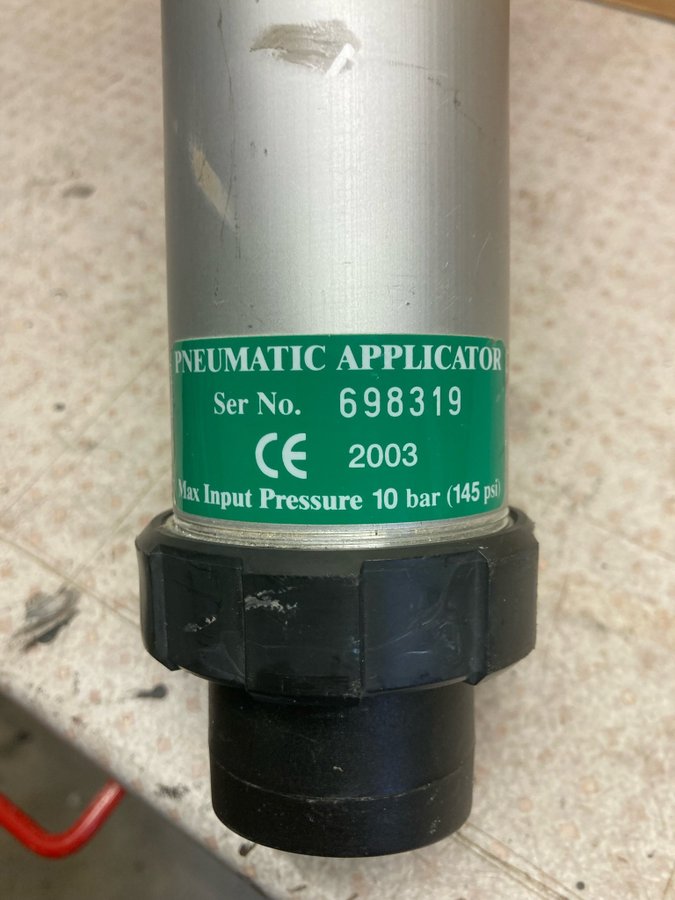 PNEUMATIC APPLICATOR
Ser No. 698319
CE 2003
Max Input Pressure 10 bar (145 psi)